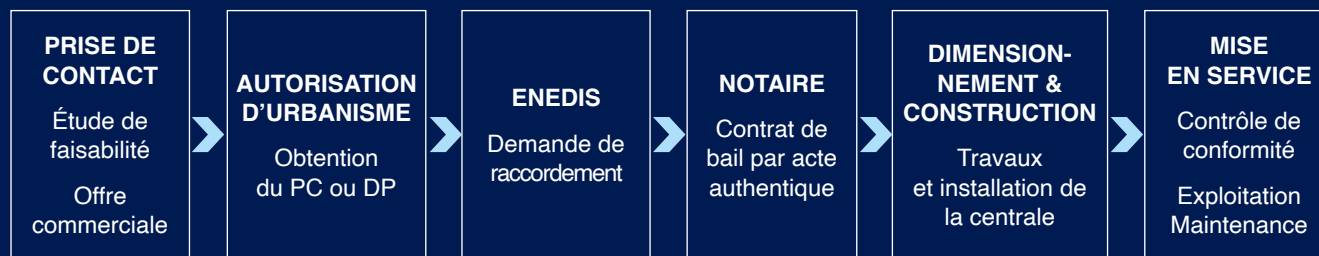 PRISE DE
CONTACT
Étude de
faisabilité
Offre
commerciale
AUTORISATION
D'URBANISME
Obtention
du PC ou DP
ENEDIS
Demande de
raccordement
NOTAIRE
Contrat de
bail par acte
authentique
DIMENSION-
NEMENT &
CONSTRUCTION
Travaux
et installation de
la centrale
MISE
EN SERVICE
Contrôle de
conformité
Exploitation
Maintenance